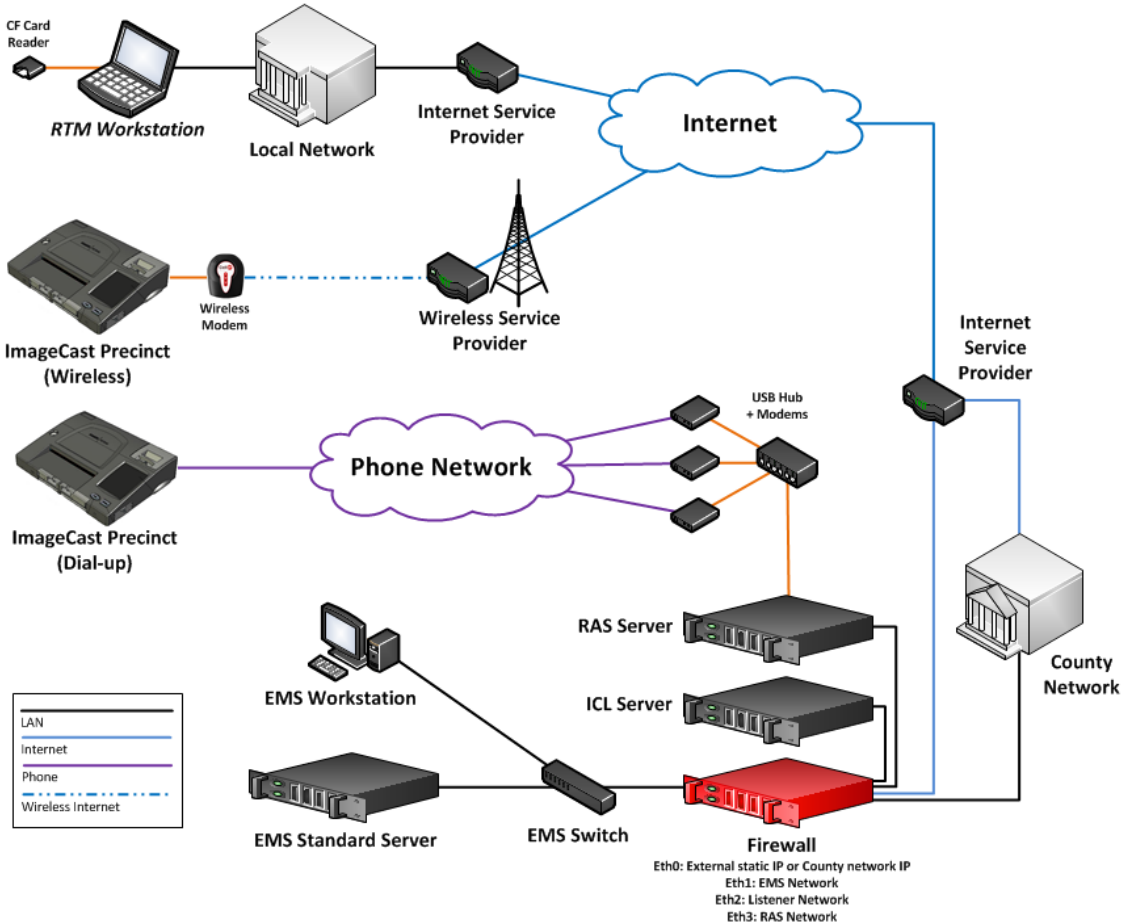 CF Card
Reader
RTM Workstation
Local Network
Internet Service
Provider
Internet
ImageCast Precinct
(Wireless)
Wireless
Modem
Wireless Service
Provider
Internet
Service
Provider
USB Hub
+ Modems
Phone Network
ImageCast Precinct
(Dial-up)
RAS Server
County
Network
EMS Workstation
ICL Server
LAN
Internet
Phone
Wireless Internet
EMS Standard Server
EMS Switch
Firewall
Eth0: External static IP or County network IP
Eth1: EMS Network
Eth2: Listener Network
Eth3: RAS Network